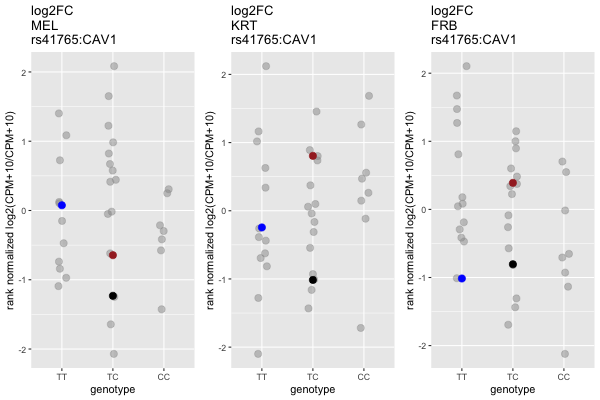 log2FC
MEL
rs41765:CAV1
rank normalized log2(CPM+10/CPM+10)
2
1
0
-1
-2
TT TC CC
genotype
log2FC
KRT
rs41765:CAV1
rank normalized log2(CPM+10/CPM+10)
2
1
0
-1
-2
TT TC CC
genotype
log2FC
FRB
rs41765:CAV1
rank normalized log2(CPM+10/CPM+10)
2
1
0
-1
-2
TT TC CC
genotype